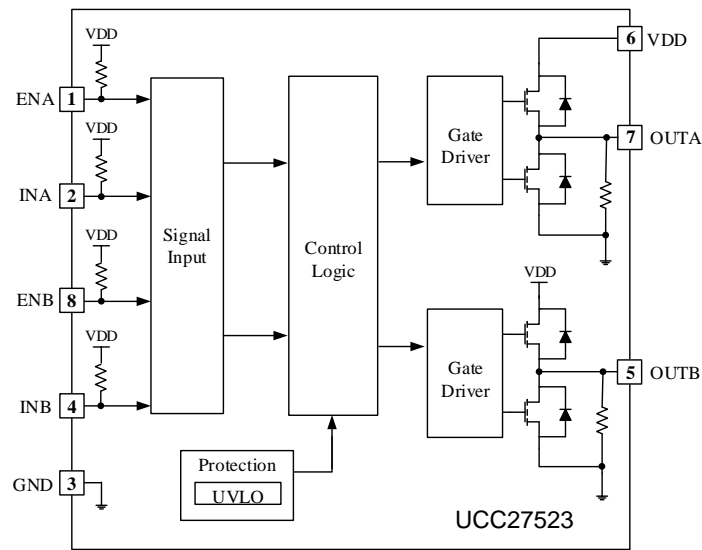 VDD
ENA 1
VDD
INA 2
VDD
ENB 8
VDD
INB 4
GND 3
Signal
Input
Control
Logic
Protection
UVLO
Gate
Driver
6 VDD
7 OUTA
VDD
Gate
Driver
5 OUTB
UCC27523